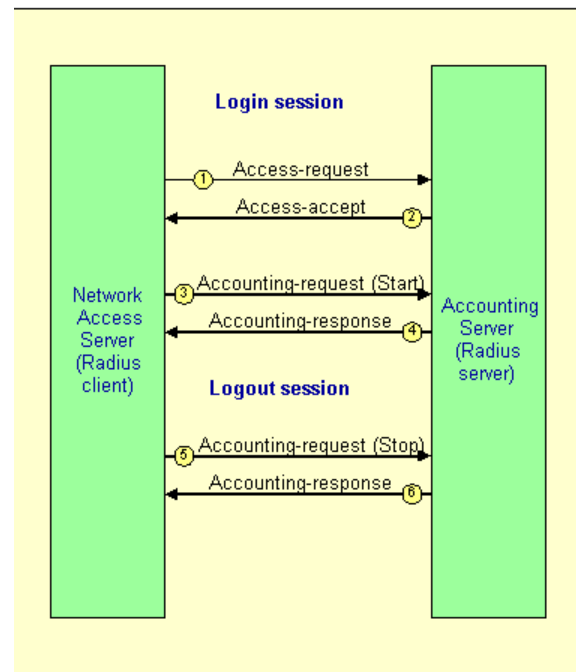 Login session
1 Access-request
Access-accept 2
Network
Access
Server
(Radius
client)
3 Accounting-request (Start)
Accounting-response 4
Accounting
Server
(Radius
server)
Logout session
5 Accounting-request (Stop)
Accounting-response 6